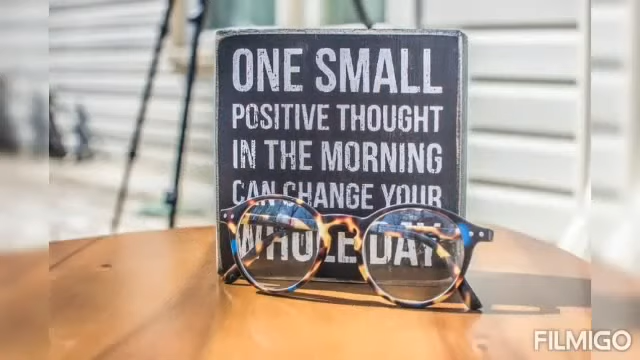 ONE SMALL
POSITIVE THOUGHT
IN THE MORNING
CAN CHANGE YOUR
WHOLE DAY
FILMIGO